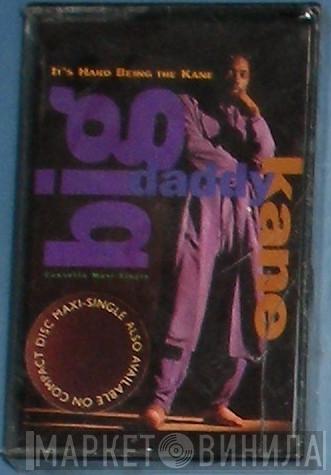 It's Hard Being the Kane
big
daddy
kane
Cassette Maxi-Single
ALSO AVAILABLE ON COMPACT DISC MAXI-SINGLE
МАРКЕТ ВИНИЛА